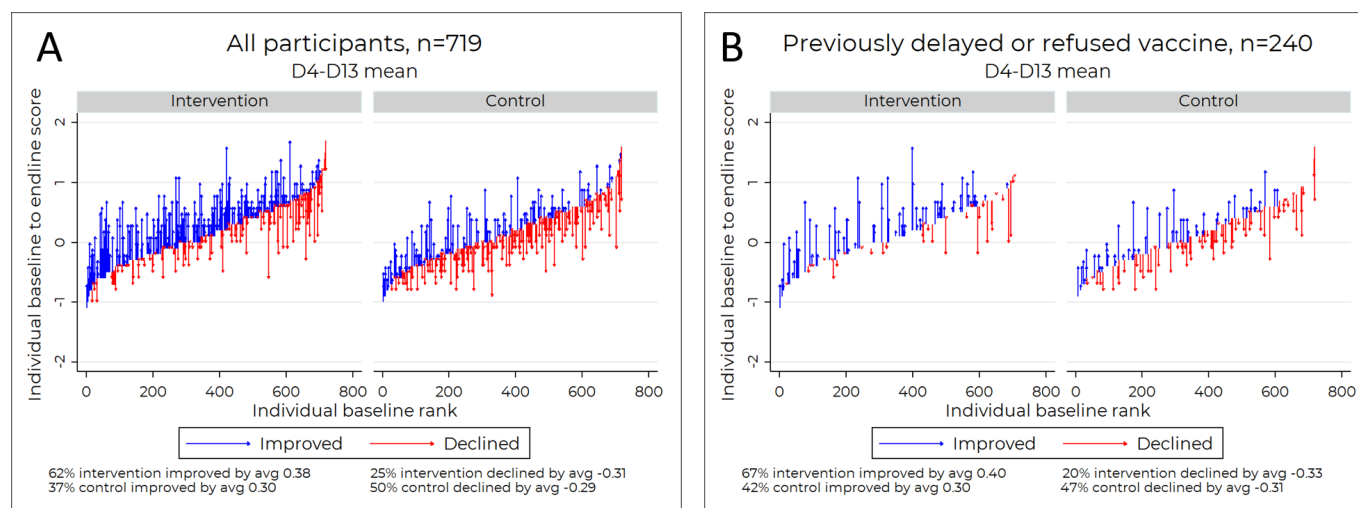 A
All participants, n=719
D4-D13 mean
Intervention
Control
Individual baseline to endline score
2
1
0
-1
-2
0 200 400 600 800
0 200 400 600 800
Individual baseline rank
Improved
Declined
62% intervention improved by avg 0.38
25% intervention declined by avg -0.31
37% control improved by avg 0.30
50% control declined by avg -0.29
B
Previously delayed or refused vaccine, n=240
D4-D13 mean
Intervention
Control
Individual baseline to endline score
2
1
0
-1
-2
0 200 400 600 800
0 200 400 600 800
Individual baseline rank
Improved
Declined
67% intervention improved by avg 0.40
20% intervention declined by avg -0.33
42% control improved by avg 0.30
47% control declined by avg -0.31